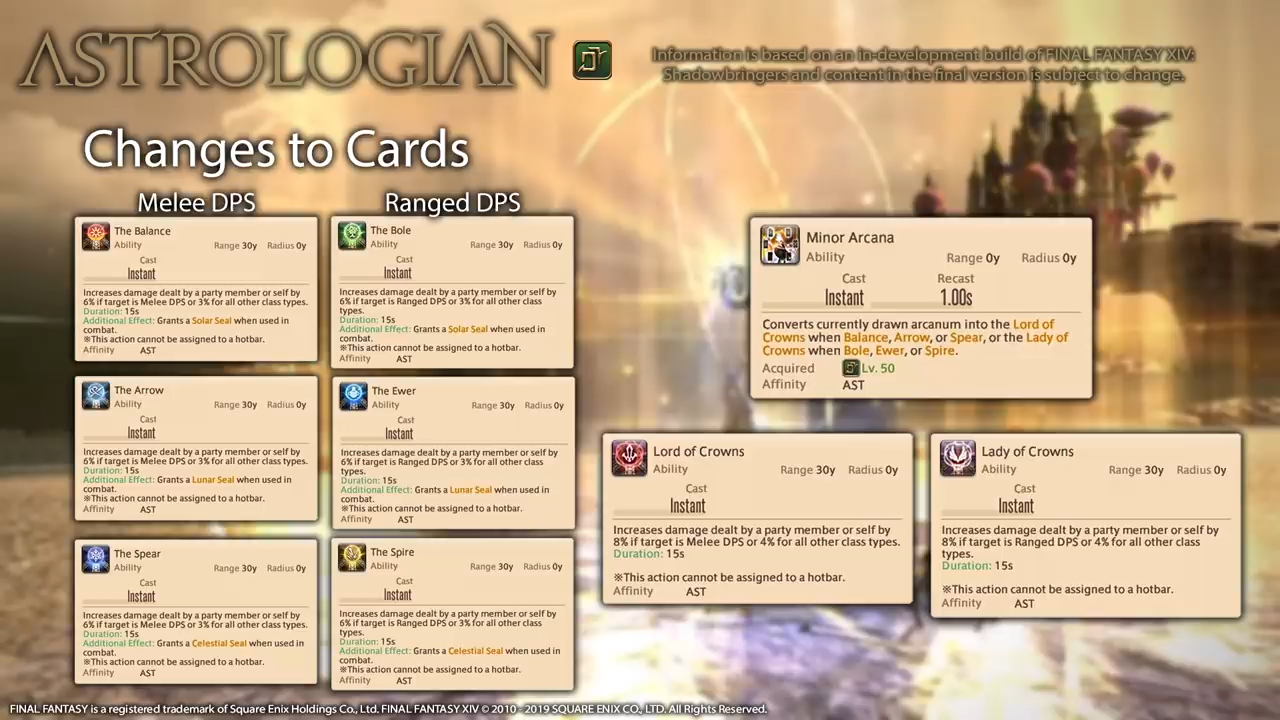 ASTROLOGIAN
Information is based on an in-development build of FINAL FANTASY XIV:
Shadowbringers and content in the final version is subject to change.
Changes to Cards
Melee DPS
The Balance
Ability Range 30y Radius 0y
Cast
Instant
Increases damage dealt by a party member or self by
6% if target is Melee DPS or 3% for all other class types.
Duration: 15s
Additional Effect: Grants a Solar Seal when used in
combat.
※This action cannot be assigned to a hotbar.
Affinity AST
The Arrow
Ability Range 30y Radius 0y
Cast
Instant
Increases damage dealt by a party member or self by
6% if target is Melee DPS or 3% for all other class types.
Duration: 15s
Additional Effect: Grants a Lunar Seal when used in
combat.
※This action cannot be assigned to a hotbar.
Affinity AST
The Spear
Ability Range 30y Radius 0y
Cast
Instant
Increases damage dealt by a party member or self by
6% if target is Melee DPS or 3% for all other class types.
Duration: 15s
Additional Effect: Grants a Celestial Seal when used in
combat.
※This action cannot be assigned to a hotbar.
Affinity AST
Ranged DPS
The Bole
Ability Range 30y Radius 0y
Cast
Instant
Increases damage dealt by a party member or self by
6% if target is Ranged DPS or 3% for all other class
types.
Duration: 15s
Additional Effect: Grants a Solar Seal when used in
combat.
※This action cannot be assigned to a hotbar.
Affinity AST
The Ewer
Ability Range 30y Radius 0y
Cast
Instant
Increases damage dealt by a party member or self by
6% if target is Ranged DPS or 3% for all other class
types.
Duration: 15s
Additional Effect: Grants a Lunar Seal when used in
combat.
※This action cannot be assigned to a hotbar.
Affinity AST
The Spire
Ability Range 30y Radius 0y
Cast
Instant
Increases damage dealt by a party member or self by
6% if target is Ranged DPS or 3% for all other class
types.
Duration: 15s
Additional Effect: Grants a Celestial Seal when used in
combat.
※This action cannot be assigned to a hotbar.
Affinity AST
Minor Arcana
Ability Range 0y Radius 0y
Cast Recast
Instant 1.00s
Converts currently drawn arcanum into the Lord of
Crowns when Balance, Arrow, or Spear, or the Lady of
Crowns when Bole, Ewer, or Spire.
Acquired Lv. 50
Affinity AST
Lord of Crowns
Ability Range 30y Radius 0y
Cast
Instant
Increases damage dealt by a party member or self by
8% if target is Melee DPS or 4% for all other class types.
Duration: 15s
※This action cannot be assigned to a hotbar.
Affinity AST
Lady of Crowns
Ability Range 30y Radius 0y
Cast
Instant
Increases damage dealt by a party member or self by
8% if target is Ranged DPS or 4% for all other class
types.
Duration: 15s
※This action cannot be assigned to a hotbar.
Affinity AST
FINAL FANTASY is a registered trademark of Square Enix Holdings Co., Ltd. FINAL FANTASY XIV © 2010 - 2019 SQUARE ENIX CO., LTD. All Rights Reserved.